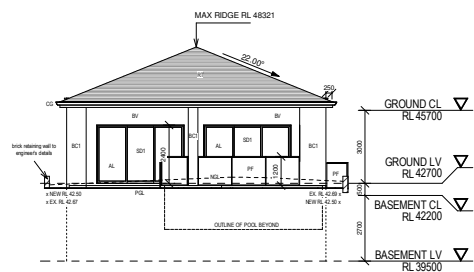 MAX RIDGE RL 48321
22.00°
250
RT
CG
GROUND CL
RL 45700
BV
BV
BC1
BC1
BC1
2400
AL
SD1
AL
SD1
3000
brick retaining wall to
engineer's details
PF
1200
PF
NGL
GROUND LV
RL 42700
x NEW RL 42.50
x EX. RL 42.67
PGL
EX. RL 42.69 x
NEW RL 42.50 x
500
BASEMENT CL
RL 42200
OUTLINE OF POOL BEYOND
2700
BASEMENT LV
RL 39500